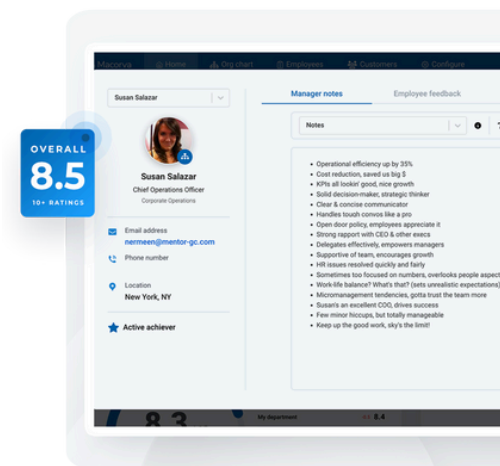 Macorva
Home
Org chart
Employees
Customers
Configure
Susan Salazar
Manager notes
Employee feedback
Notes
OVERALL
8.5
10+ RATINGS
Susan Salazar
Chief Operations Officer
Corporate Operations
Email address
nermeen@mentor-gc.com
Phone number
Location
New York, NY
Active achiever
• Operational efficiency up by 35%
• Cost reduction, saved us big $
• KPIs all lookin' good, nice growth
• Solid decision-maker, strategic thinker
• Clear & concise communicator
• Handles tough convos like a pro
• Open door policy, employees appreciate it
• Strong rapport with CEO & other execs
• Delegates effectively, empowers managers
• Supportive of team, encourages growth
• HR issues resolved quickly and fairly
• Sometimes too focused on numbers, overlooks people aspect
• Work-life balance? What's that? (sets unrealistic expectations)
• Micromanagement tendencies, gotta trust the team more
• Susan's an excellent COO, drives success
• Few minor hiccups, but totally manageable
• Keep up the good work, sky's the limit!
8.3
My department
8.4